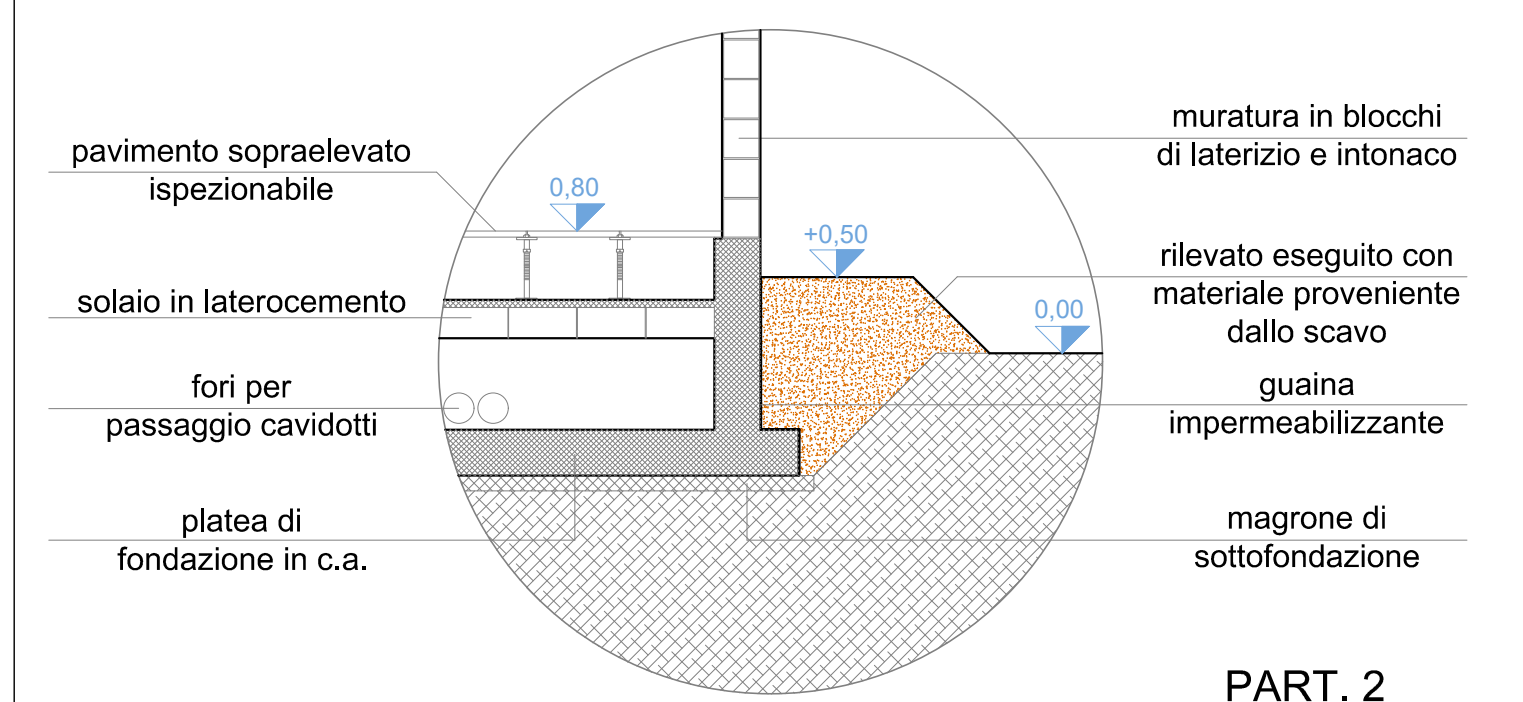 pavimento sopraelevato
ispezionabile
0,80
solaio in laterocemento
fori per
passaggio cavidotti
platea di
fondazione in c.a.
muratura in blocchi
di laterizio e intonaco
+0,50
rilevato eseguito con
materiale proveniente
dallo scavo
0,00
guaina
impermeabilizzante
magrone di
sottofondazione
PART. 2